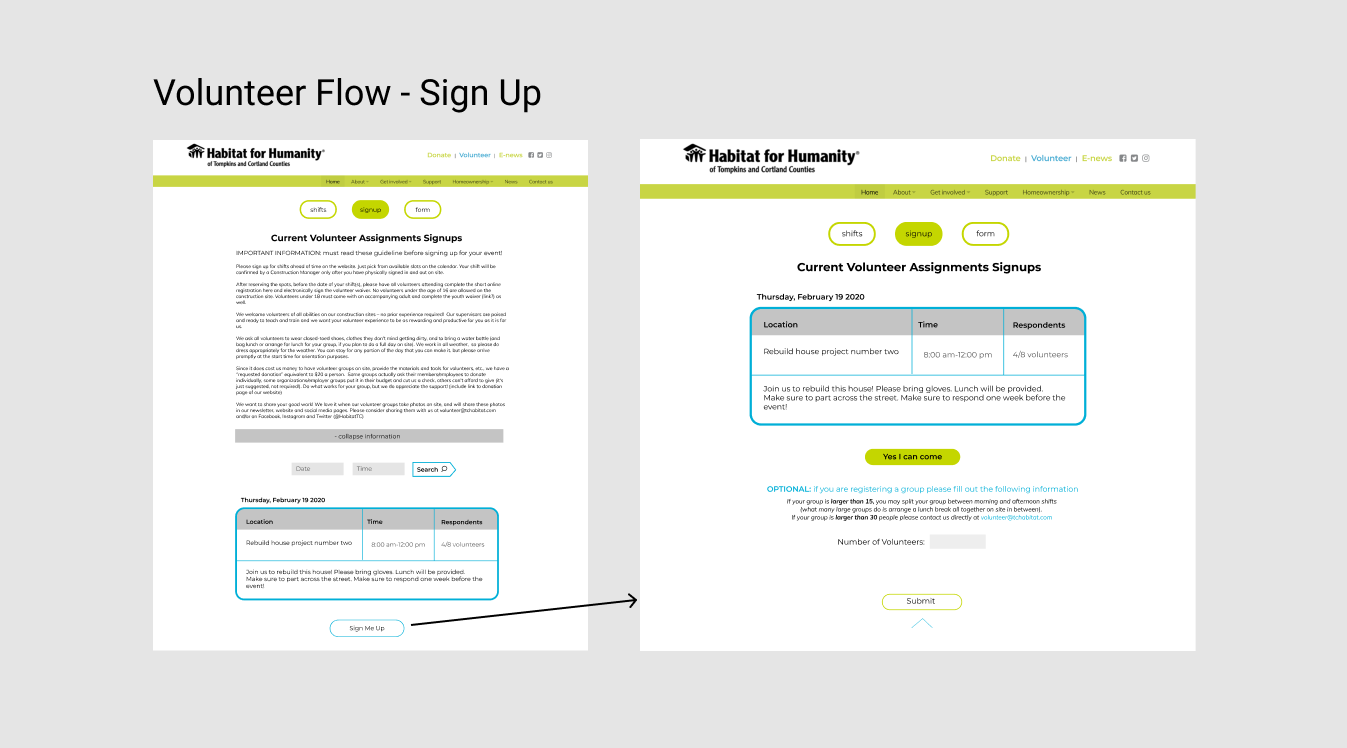 Volunteer Flow - Sign Up
Habitat for Humanity®
of Tompkins and Cortland Counties
Donate | Volunteer | E-news
Home About Get involved Support Homeownership News Contact us
shifts signup form
Current Volunteer Assignments Signups
IMPORTANT INFORMATION: must read these guideline before signing up for your event!
Please sign up for shifts ahead of time on the website. Just pick from available slots on the calendar. Your shift will be
confirmed by a Construction Manager only after you have physically signed in and out on site.
After reserving the spots, before the date of your shift(s), please have all volunteers attending complete the short online
registration here and electronically sign the volunteer waiver. No volunteers under the age of 16 are allowed on the
construction site. Volunteers under 18 must come with an accompanying adult and complete the youth waiver (link?) as
well.
We welcome volunteers of all abilities on our construction sites – no prior experience required! Our supervisors are poised
and ready to teach and train and we want your volunteer experience to be as rewarding and productive for you as it is for
us.
We ask all volunteers to wear closed-toed shoes, clothes they don't mind getting dirty, and to bring a water bottle (and
bag lunch or arrange for lunch for your group, if you plan to do a full day on site). We work in all weather, so please do
dress appropriately for the weather. You can stay for any portion of the day that you can make it, but please arrive
promptly at the start time for orientation purposes.
Since it does cost us money to have volunteer groups on site, provide the materials and tools for volunteers, etc., we have a
"requested donation" equivalent to $20 a person. Some groups actually ask their members/employees to donate
individually, some organizations/employer groups put it in their budget and cut us a check, others can't afford to give (it's
just suggested, not required). Do what works for your group, but we do appreciate the support! (include link to donation
page of our website)
We want to share your good work! We love it when our volunteer groups take photos on site, and will share these photos
in our newsletter, website and social media pages. Please consider sharing them with us at volunteer@tchabitat.com
and/or on Facebook, Instagram and Twitter (@HabitatTC).
- collapse information
Date Time Search
Thursday, February 19 2020
Location Time Respondents
Rebuild house project number two 8:00 am-12:00 pm 4/8 volunteers
Join us to rebuild this house! Please bring gloves. Lunch will be provided.
Make sure to part across the street. Make sure to respond one week before the
event!
Sign Me Up
Habitat for Humanity®
of Tompkins and Cortland Counties
Donate | Volunteer | E-news
Home About Get involved Support Homeownership News Contact us
shifts signup form
Current Volunteer Assignments Signups
Thursday, February 19 2020
Location Time Respondents
Rebuild house project number two 8:00 am-12:00 pm 4/8 volunteers
Join us to rebuild this house! Please bring gloves. Lunch will be provided.
Make sure to part across the street. Make sure to respond one week before the
event!
Yes I can come
OPTIONAL: if you are registering a group please fill out the following information
If your group is larger than 15, you may split your group between morning and afternoon shifts
(what many large groups do is arrange a lunch break all together on site in between).
If your group is larger than 30 people please contact us directly at volunteer@tchabitat.com
Number of Volunteers:
Submit